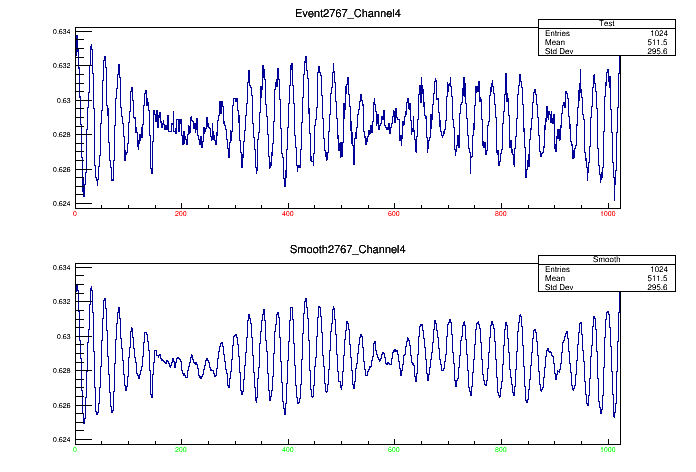 Event2767_Channel4
Test
Entries 1024
Mean 511.5
Std Dev 295.6
0.634
0.632
0.63
0.628
0.626
0.624
0 200 400 600 800 1000
Smooth2767_Channel4
Smooth
Entries 1024
Mean 511.5
Std Dev 295.6
0.634
0.632
0.63
0.628
0.626
0.624
0 200 400 600 800 1000